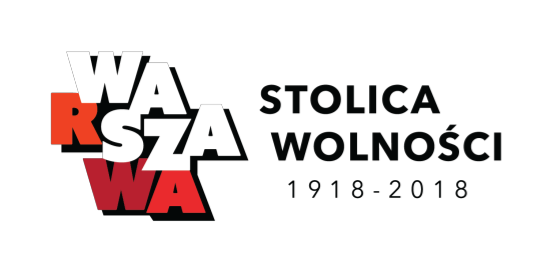 WA
RSZA
WA
STOLICA
WOLNOŚCI
1918-2018